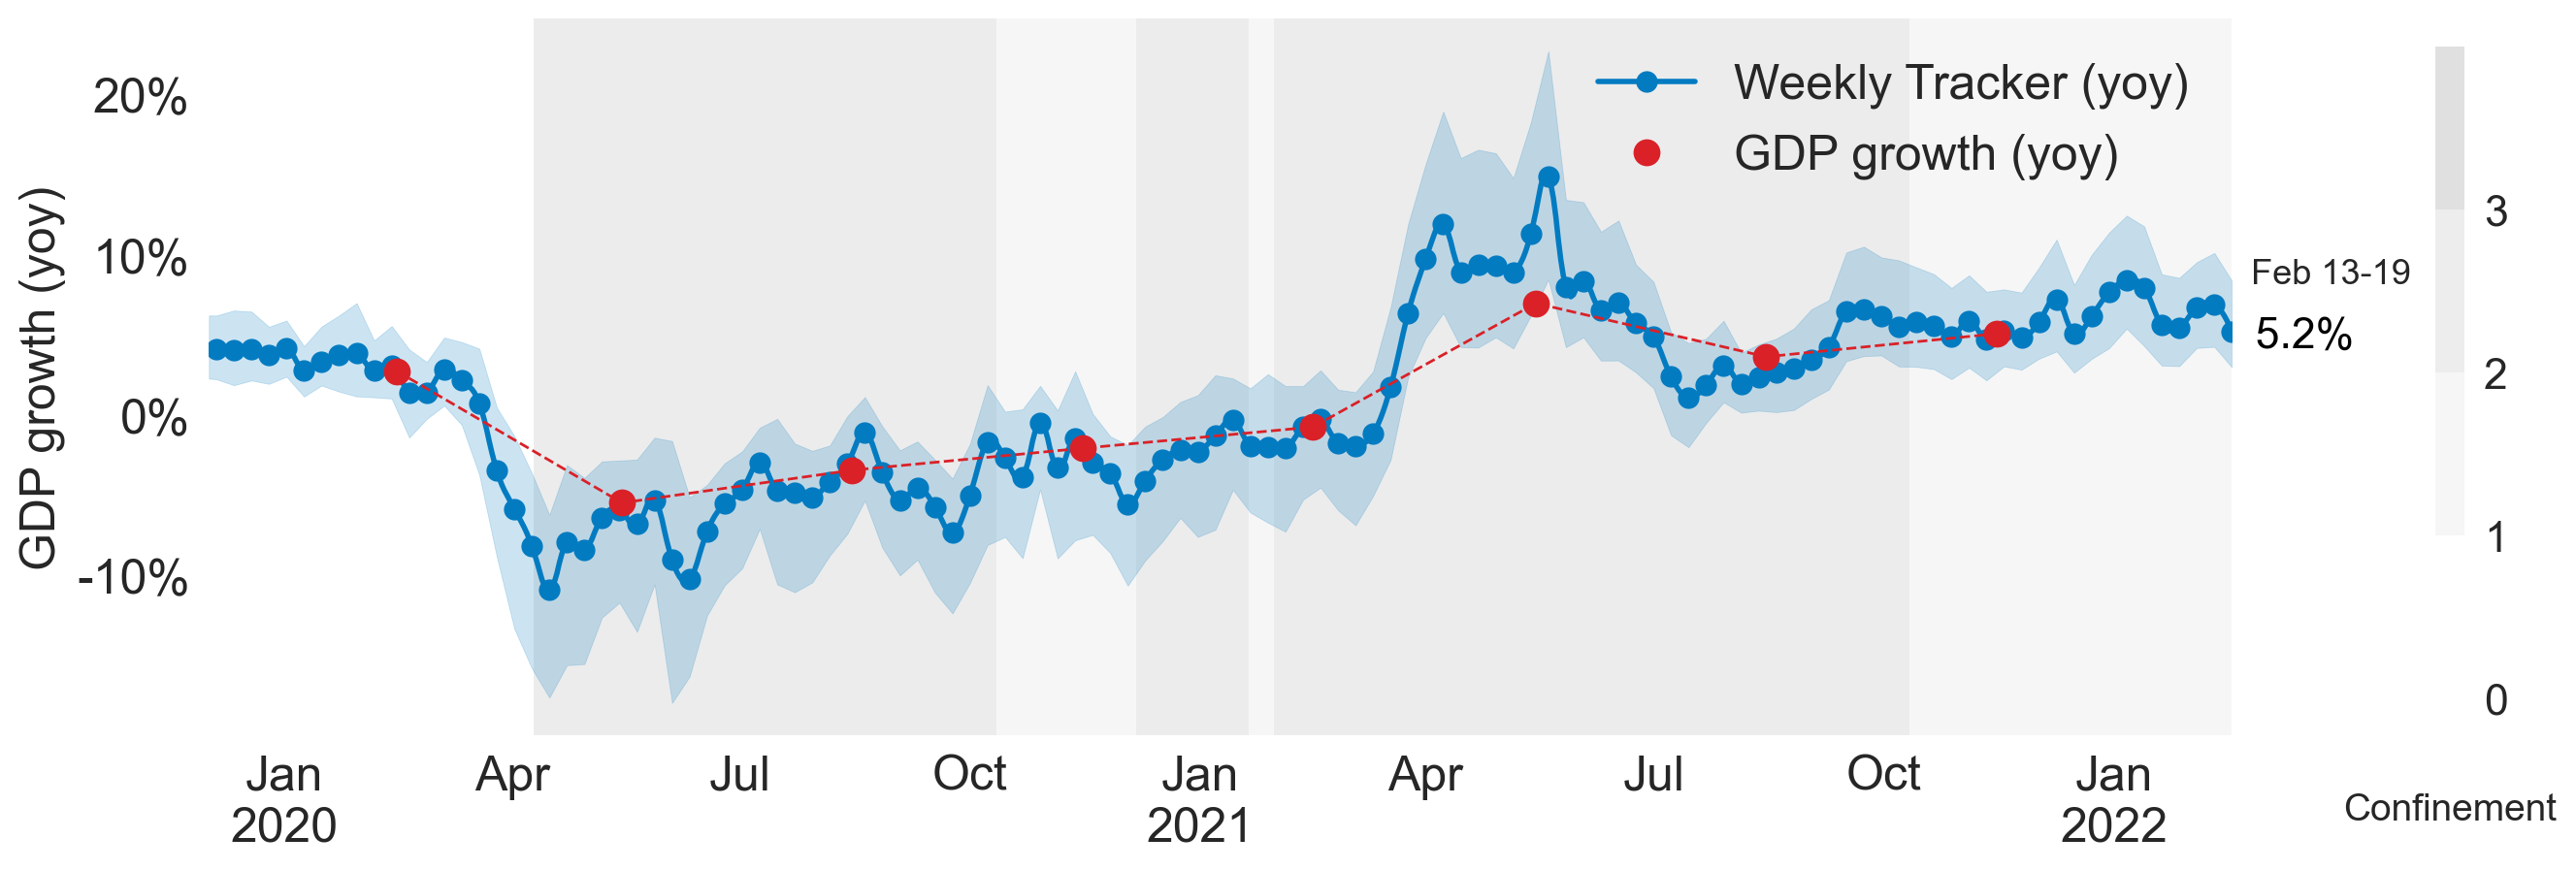 GDP growth (yoy)
20%
10%
0%
-10%
Weekly Tracker (yoy)
GDP growth (yoy)
Feb 13-19
5.2%
3
2
1
0
Confinement
Jan Apr Jul Oct Jan Apr Jul Oct Jan
2020 2021 2022